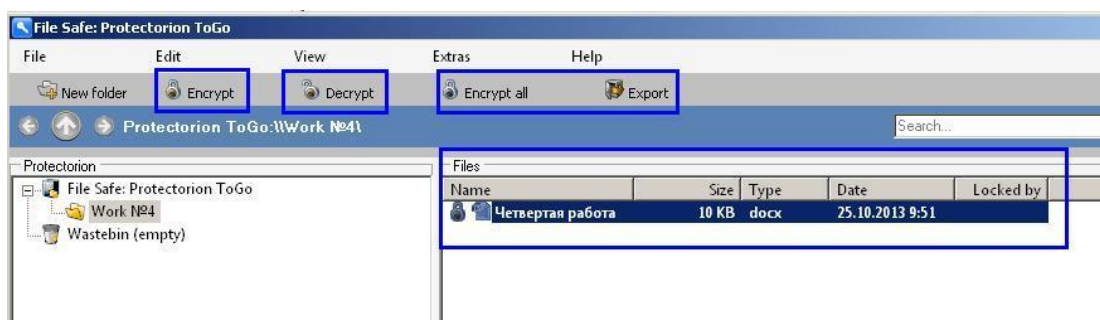 File Safe: Protectorion ToGo
File Edit View Extras Help
New folder Encrypt Decrypt Encrypt all Export
Protectorion ToGo:\\Work №4\ Search...
Protectorion Files
File Safe: Protectorion ToGo Name Size Type Date Locked by
Work №4 Четвертая работа 10 KB docx 25.10.2013 9:51
Wastebin (empty)